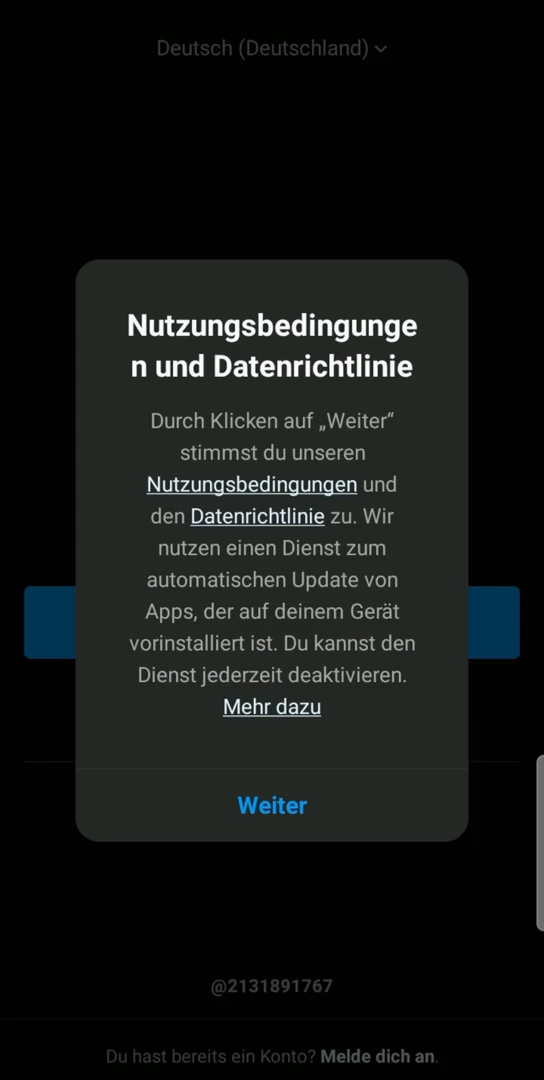 Deutsch (Deutschland)
Nutzungsbedingunge
n und Datenrichtlinie
Durch Klicken auf „Weiter“
stimmst du unseren
Nutzungsbedingungen und
den Datenrichtlinie zu. Wir
nutzen einen Dienst zum
automatischen Update von
Apps, der auf deinem Gerät
vorinstalliert ist. Du kannst den
Dienst jederzeit deaktivieren.
Mehr dazu
Weiter
@2131891767
Du hast bereits ein Konto? Melde dich an.